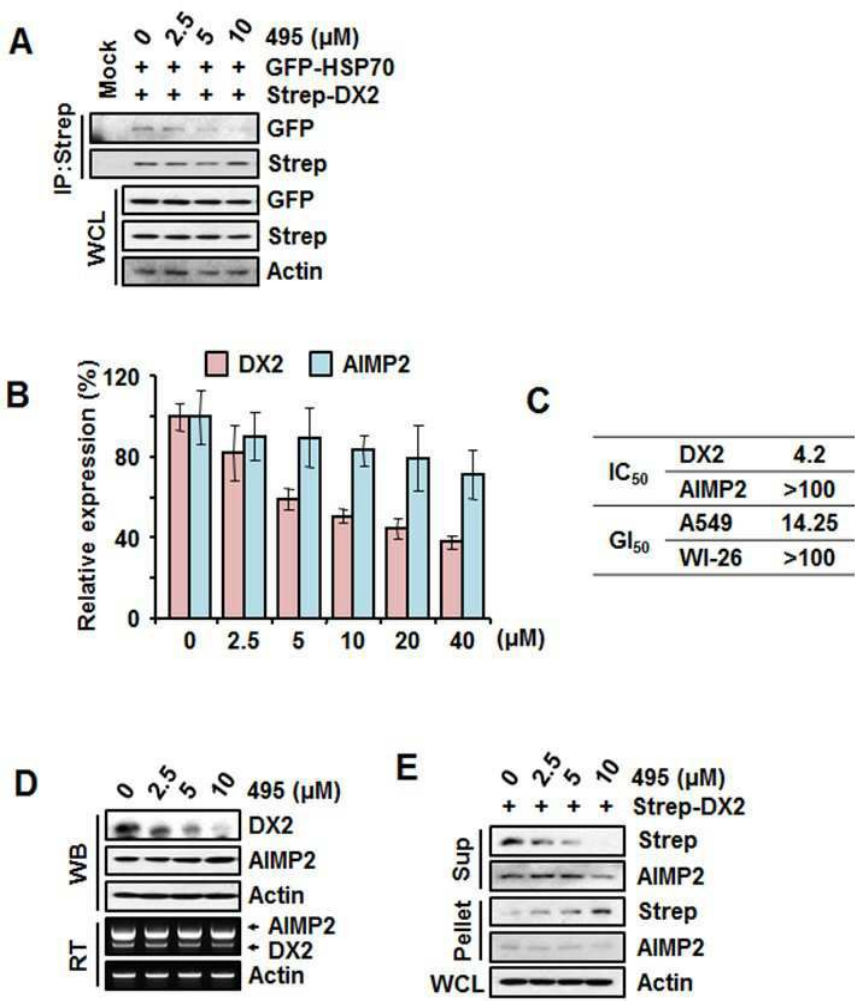 A
0 2.5 5 10 495 (µM)
Mock + + + + GFP-HSP70
+ + + + Strep-DX2
IP:Strep
GFP
Strep
WCL
GFP
Strep
Actin
B
DX2 AIMP2
Relative expression (%)
120
80
40
0
0 2.5 5 10 20 40 (µM)
C
IC50 DX2 4.2
AIMP2 >100
GI50 A549 14.25
WI-26 >100
D
0 2.5 5 10 495 (µM)
WB
DX2
AIMP2
Actin
RT
AIMP2
DX2
Actin
E
0 2.5 5 10 495 (µM)
+ + + + Strep-DX2
Sup
Strep
AIMP2
Pellet
Strep
AIMP2
WCL Actin